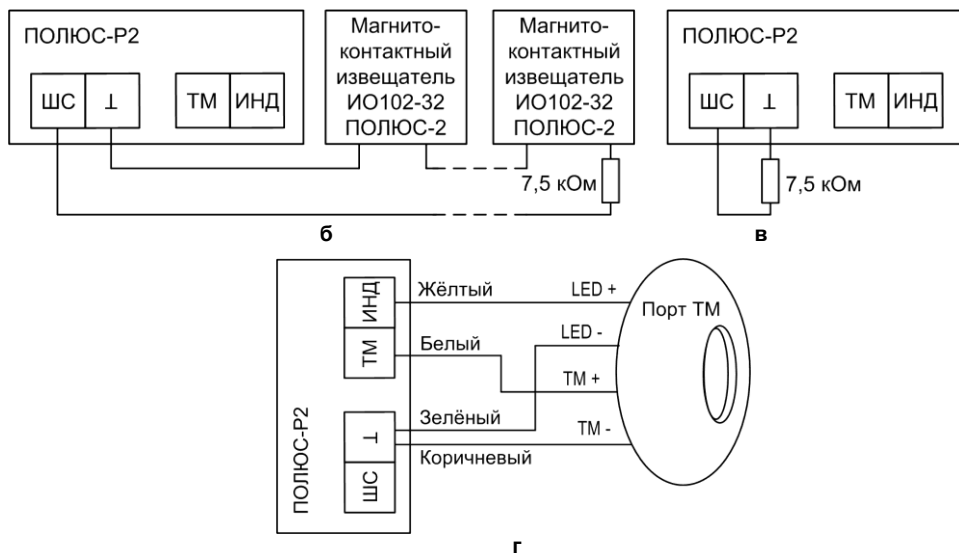 ПОЛЮС-Р2
ШС
⊥
ТМ
ИНД
Магнито-
контактный
извещатель
ИО102-32
ПОЛЮС-2
Магнито-
контактный
извещатель
ИО102-32
ПОЛЮС-2
7,5 кОм
б
ПОЛЮС-Р2
ШС
⊥
ТМ
ИНД
7,5 кОм
в
ПОЛЮС-Р2
ИНД
ТМ
⊥
ШС
Жёлтый
Белый
Зелёный
Коричневый
LED +
LED -
TM +
TM -
Порт ТМ
г